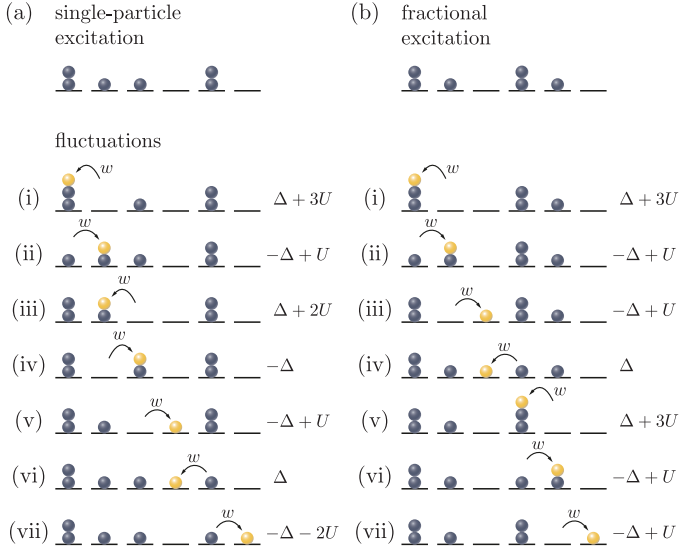 (a) single-particle
excitation
fluctuations
w
(i) Δ + 3U
w
(ii) −Δ + U
w
(iii) Δ + 2U
w
(iv) −Δ
w
(v) −Δ + U
w
(vi) Δ
w
(vii) −Δ − 2U
(b) fractional
excitation
w
(i) Δ + 3U
w
(ii) −Δ + U
w
(iii) −Δ + U
w
(iv) Δ
w
(v) Δ + 3U
w
(vi) −Δ + U
w
(vii) −Δ + U